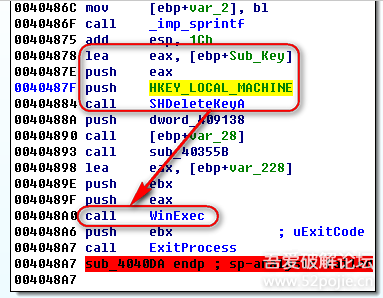 0040486C mov [ebp+var_2], bl
0040486F call _imp_sprintf
00404875 add esp, 1Ch
00404878 lea eax, [ebp+Sub_Key]
0040487E push eax
0040487F push HKEY_LOCAL_MACHINE
00404884 call SHDeleteKeyA
0040488A push dword_409138
00404890 call [ebp+var_28]
00404893 call sub_40355B
00404898 lea eax, [ebp+var_228]
0040489E push ebx
0040489F push eax
004048A0 call WinExec
004048A6 push ebx ; uExitCode
004048A7 call ExitProcess
004048A7 sub_4040DA endp ; sp-an
004048A7
吾爱破解论坛
www.52pojie.cn